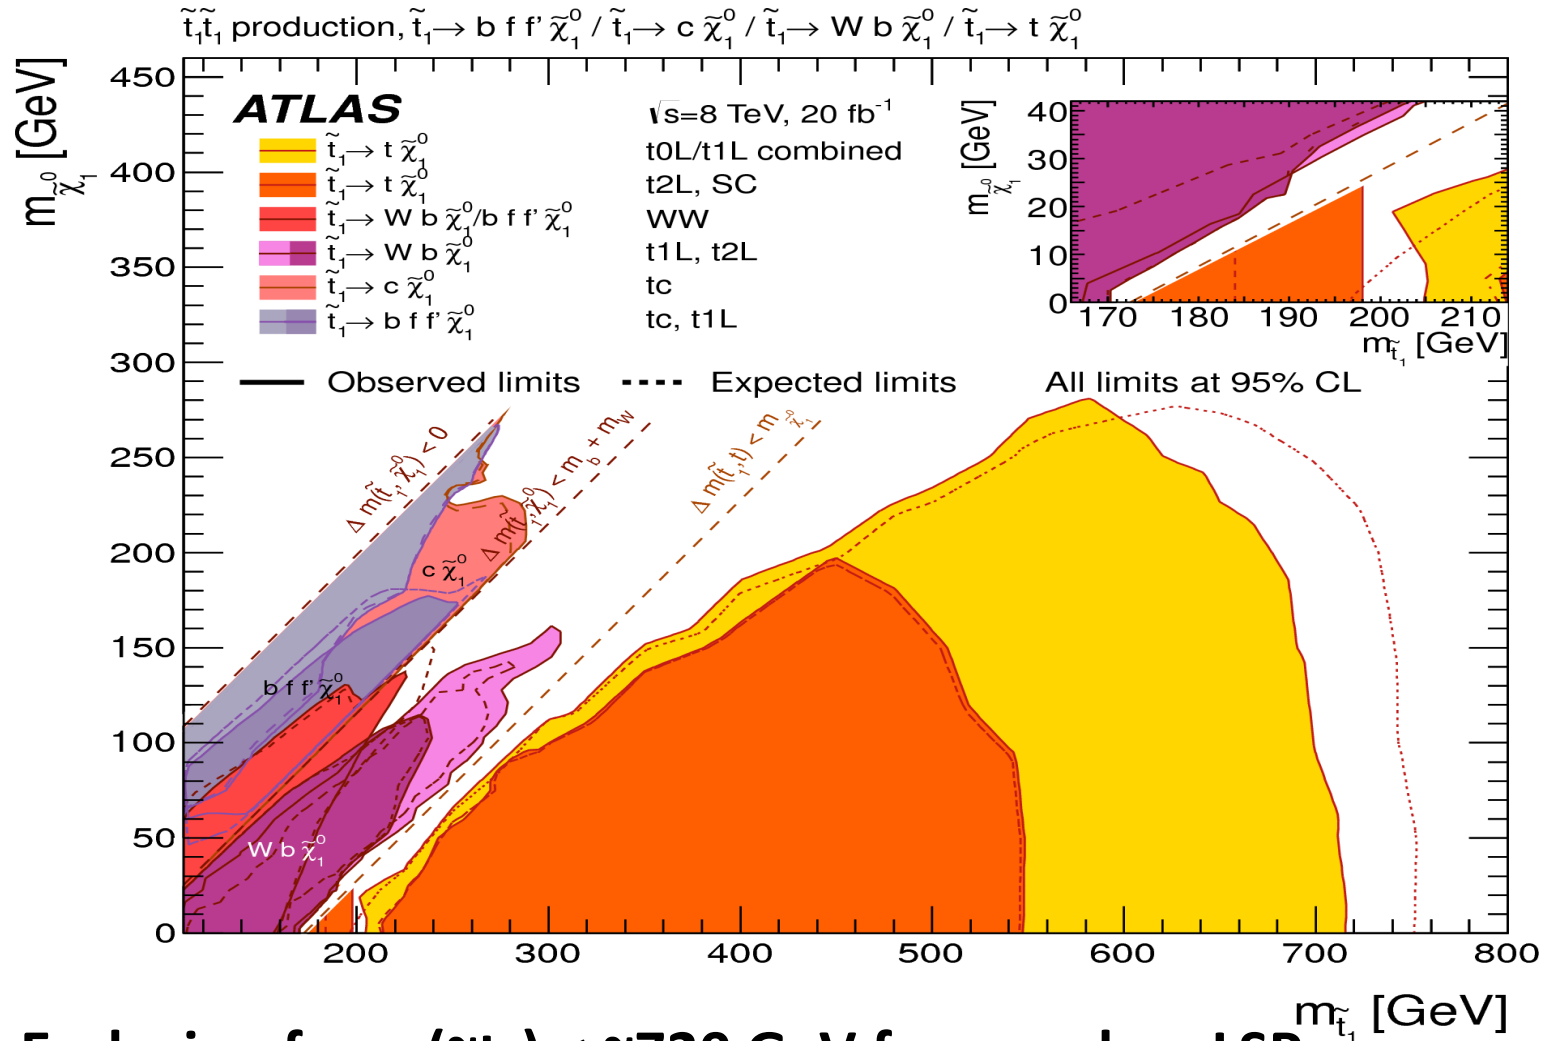 t̃₁t̃₁ production, t̃₁→ b f f' χ̃₁⁰ / t̃₁→ c χ̃₁⁰ / t̃₁→ W b χ̃₁⁰ / t̃₁→ t χ̃₁⁰
m χ̃₁⁰ [GeV]
450
400
350
300
250
200
150
100
50
0
ATLAS
√s=8 TeV, 20 fb⁻¹
t̃₁→ t χ̃₁⁰ t0L/t1L combined
t̃₁→ t χ̃₁⁰ t2L, SC
t̃₁→ W b χ̃₁⁰/b f f' χ̃₁⁰ WW
t̃₁→ W b χ̃₁⁰ t1L, t2L
t̃₁→ c χ̃₁⁰ tc
t̃₁→ b f f' χ̃₁⁰ tc, t1L
Observed limits Expected limits All limits at 95% CL
m χ̃₁⁰ [GeV]
40
30
20
10
0
170 180 190 200 210
m t̃₁ [GeV]
Δ m(t̃₁, χ̃₁⁰) < 0
Δ m(t̃₁, χ̃₁⁰) < m_b + m_W
Δ m(t̃₁,t) < m χ̃₁⁰
c χ̃₁⁰
b f f' χ̃₁⁰
W b χ̃₁⁰
200 300 400 500 600 700 800
m t̃₁ [GeV]